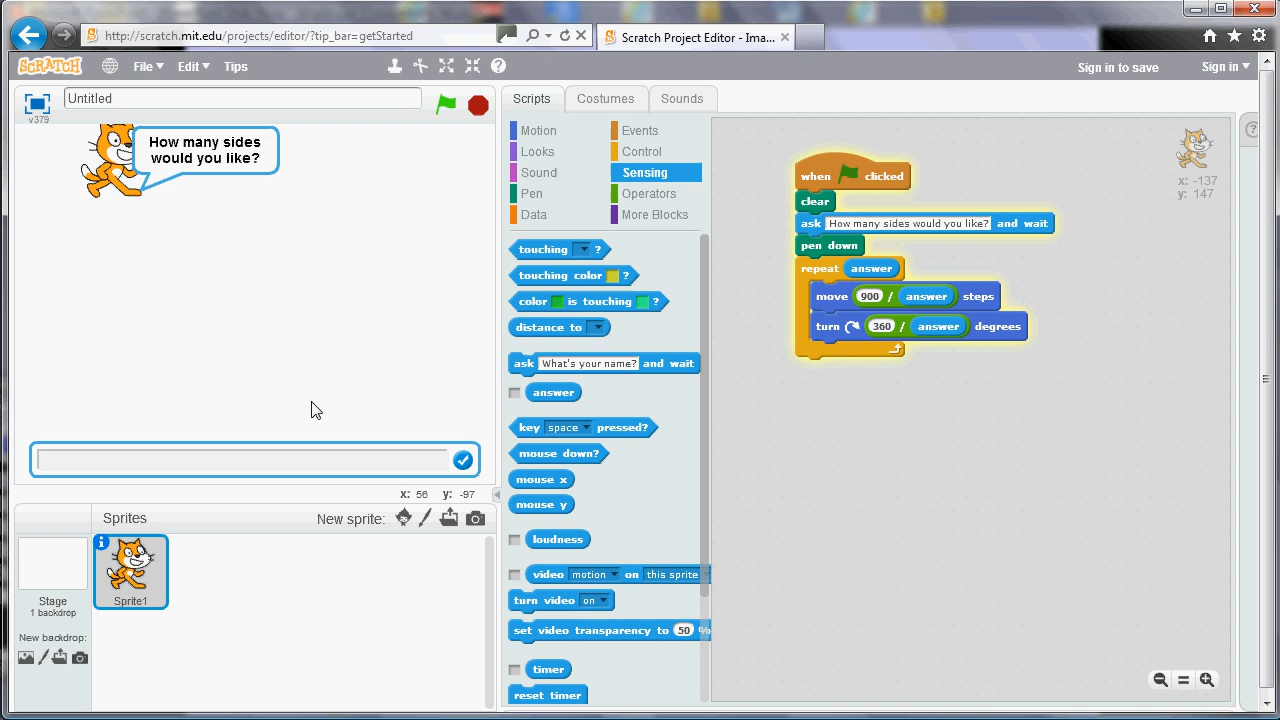 http://scratch.mit.edu/projects/editor/?tip_bar=getStarted
Scratch Project Editor - Ima...
SCRATCH
File
Edit
Tips
Sign in to save
Sign in
Untitled
v379
How many sides
would you like?
x: 56 y: -97
Sprites
New sprite:
Stage
1 backdrop
New backdrop:
Sprite1
Scripts
Costumes
Sounds
Motion
Events
Looks
Control
Sound
Sensing
Pen
Operators
Data
More Blocks
touching ?
touching color ?
color is touching ?
distance to
ask What's your name? and wait
answer
key space pressed?
mouse down?
mouse x
mouse y
loudness
video motion on this sprite
turn video on
set video transparency to 50 %
timer
reset timer
when clicked
clear
ask How many sides would you like? and wait
pen down
repeat answer
move 900 / answer steps
turn 360 / answer degrees
x: -137
y: 147